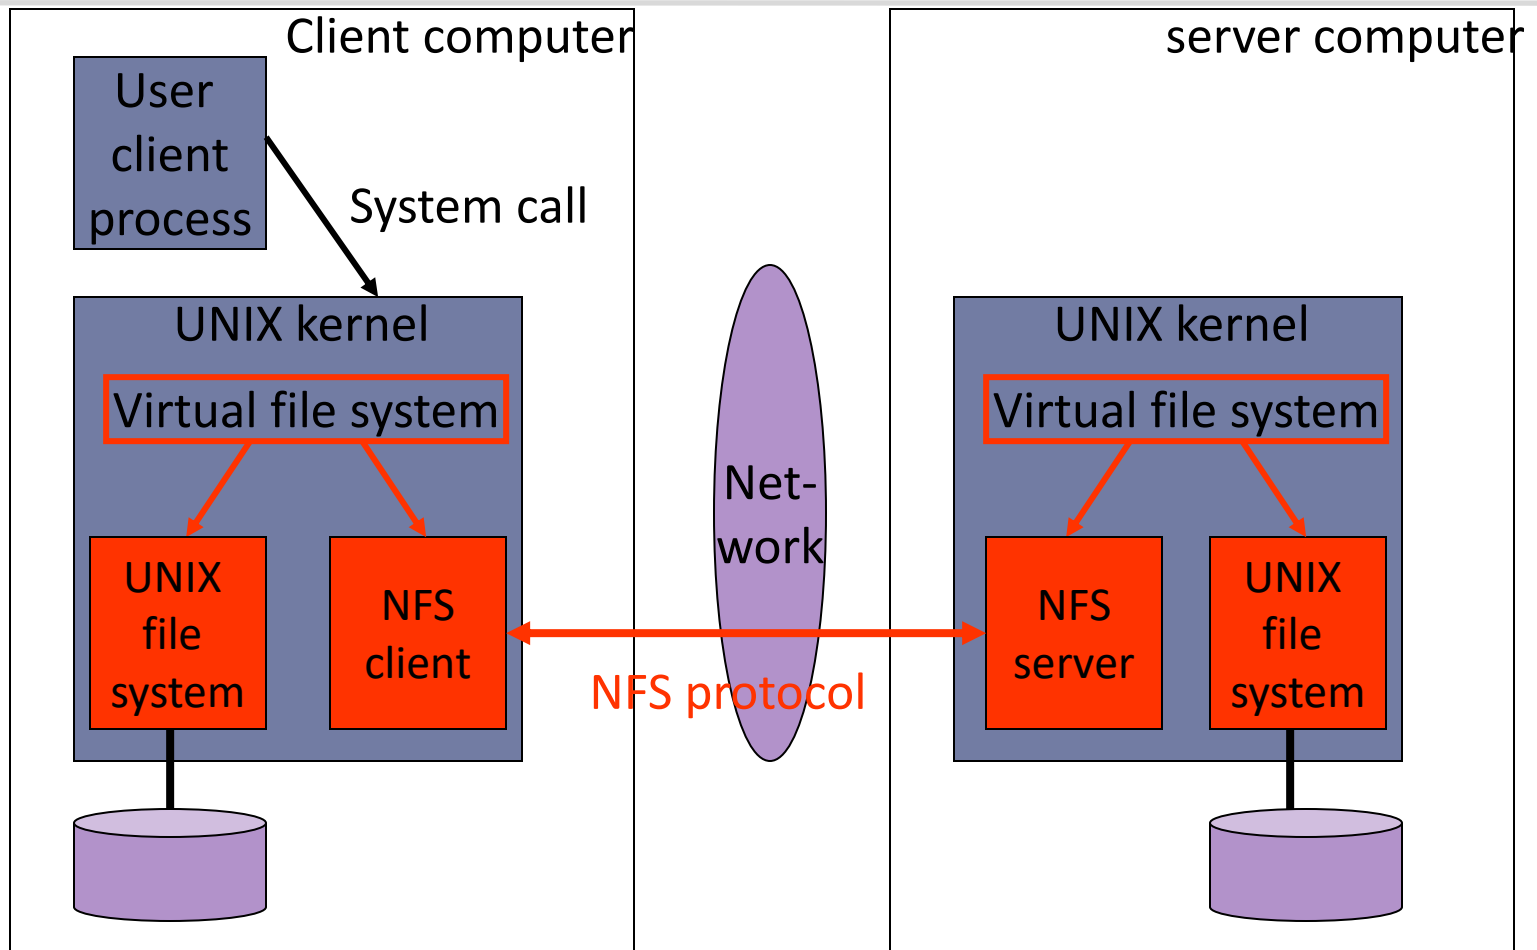 Client computer
User
client
process
System call
UNIX kernel
Virtual file system
UNIX
file
system
NFS
client
Net-
work
NFS protocol
server computer
UNIX kernel
Virtual file system
NFS
server
UNIX
file
system